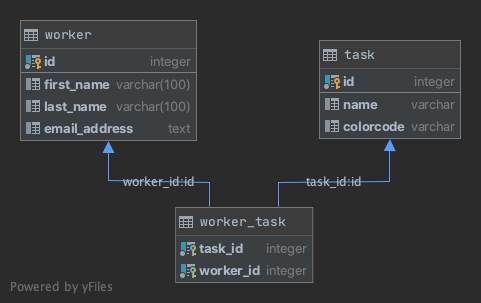 worker
id integer
first_name varchar(100)
last_name varchar(100)
email_address text
task
id integer
name varchar
colorcode varchar
worker_id:id
task_id:id
worker_task
task_id integer
worker_id integer
Powered by yFiles